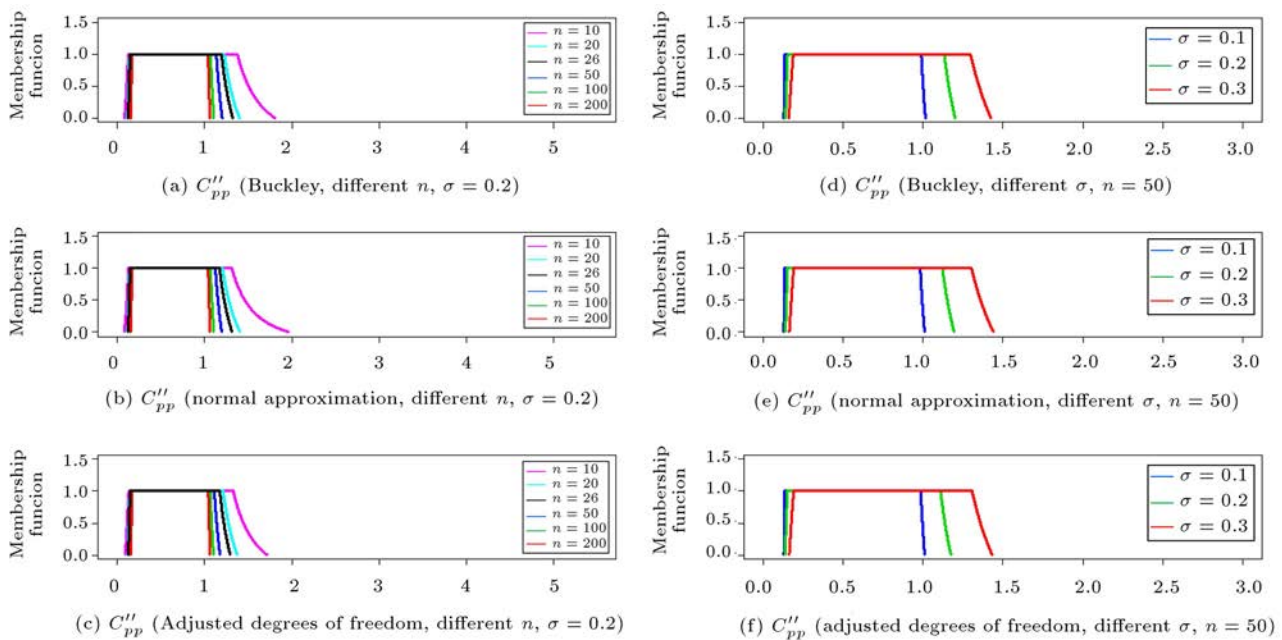 Membership
funcion
1.5
1.0
0.5
0.0
n = 10
n = 20
n = 26
n = 50
n = 100
n = 200
0 1 2 3 4 5
(a) C''pp (Buckley, different n, σ = 0.2)
Membership
funcion
1.5
1.0
0.5
0.0
σ = 0.1
σ = 0.2
σ = 0.3
0.0 0.5 1.0 1.5 2.0 2.5 3.0
(d) C''pp (Buckley, different σ, n = 50)
Membership
funcion
1.5
1.0
0.5
0.0
n = 10
n = 20
n = 26
n = 50
n = 100
n = 200
0 1 2 3 4 5
(b) C''pp (normal approximation, different n, σ = 0.2)
Membership
funcion
1.5
1.0
0.5
0.0
σ = 0.1
σ = 0.2
σ = 0.3
0.0 0.5 1.0 1.5 2.0 2.5 3.0
(e) C''pp (normal approximation, different σ, n = 50)
Membership
funcion
1.5
1.0
0.5
0.0
n = 10
n = 20
n = 26
n = 50
n = 100
n = 200
0 1 2 3 4 5
(c) C''pp (Adjusted degrees of freedom, different n, σ = 0.2)
Membership
funcion
1.5
1.0
0.5
0.0
σ = 0.1
σ = 0.2
σ = 0.3
0.0 0.5 1.0 1.5 2.0 2.5 3.0
(f) C''pp (adjusted degrees of freedom, different σ, n = 50)